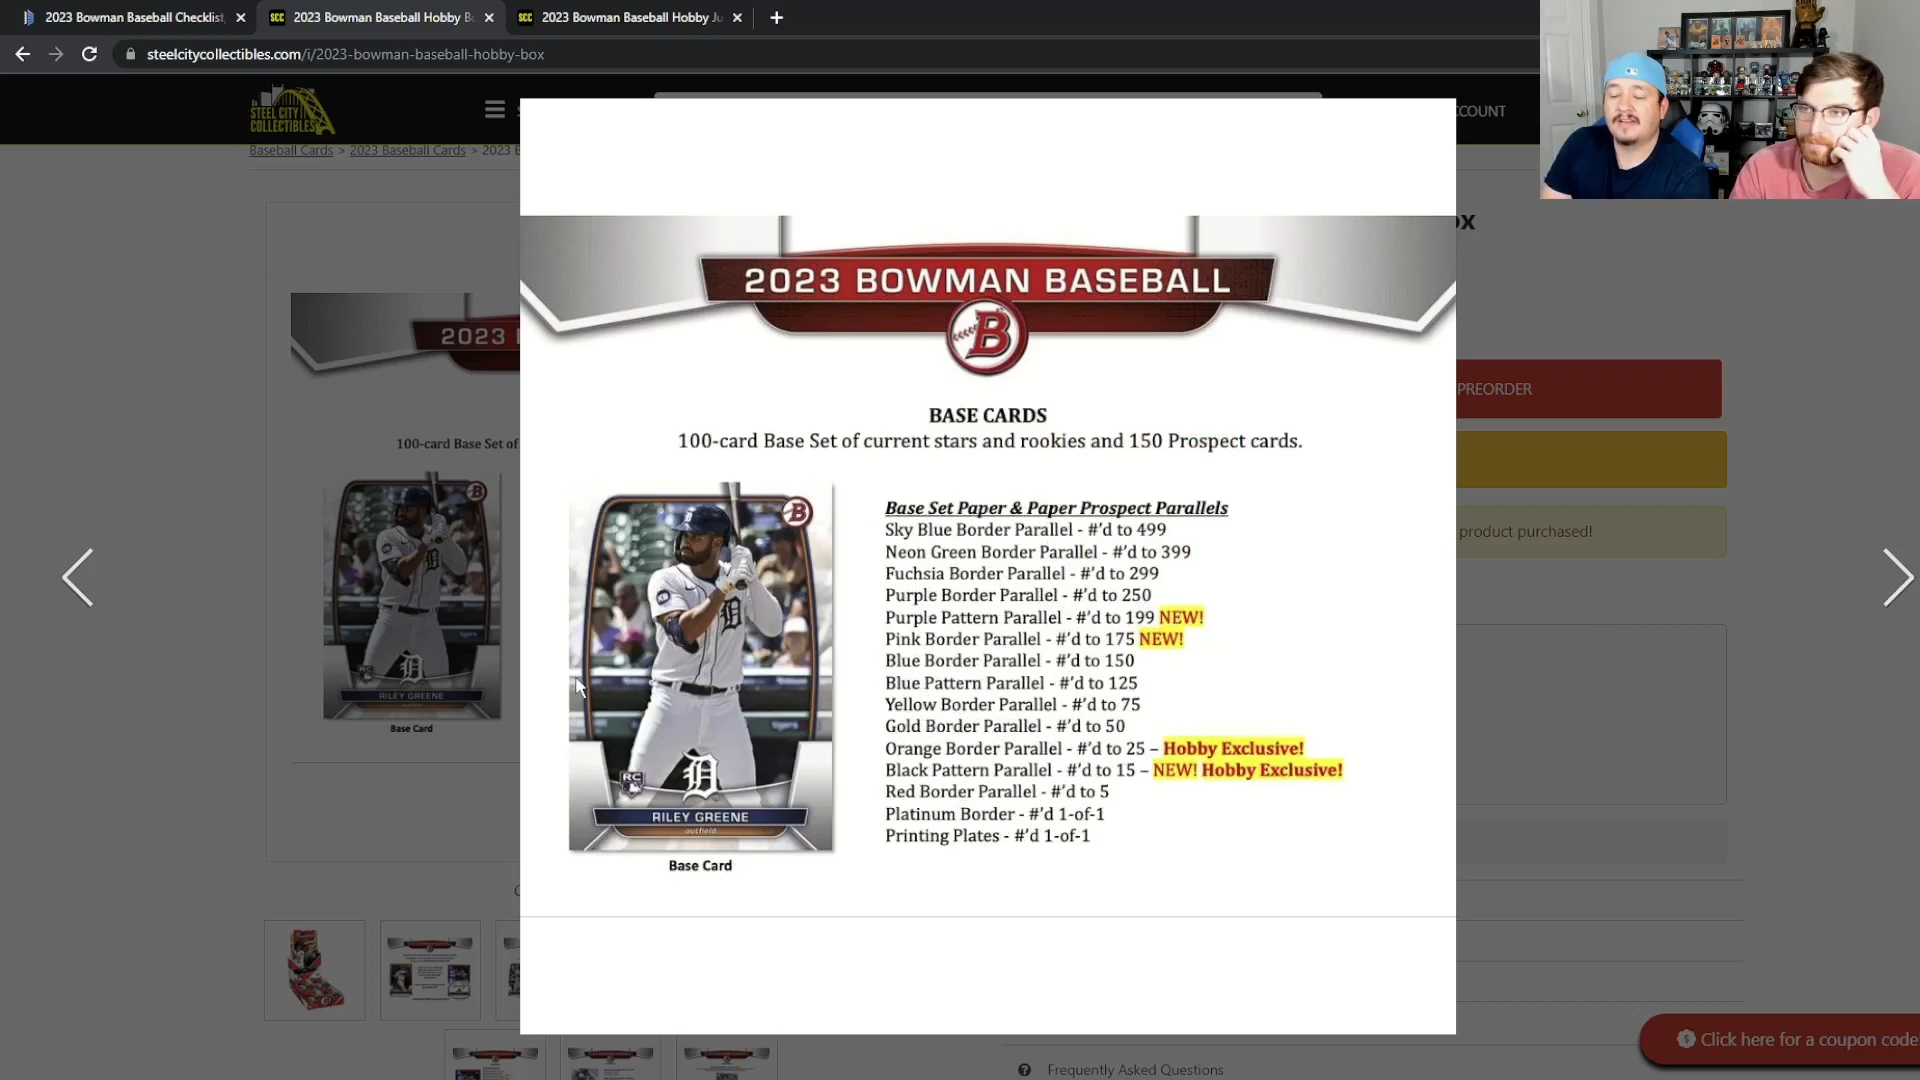 2023 Bowman Baseball Checklist,
SCC 2023 Bowman Baseball Hobby B
SCC 2023 Bowman Baseball Hobby Ju
steelcitycollectibles.com/i/2023-bowman-baseball-hobby-box
STEEL CITY
COLLECTIBLES
COUNT
Baseball Cards > 2023 Baseball Cards > 2023
ox
2023
2023 BOWMAN BASEBALL
B
PREORDER
BASE CARDS
100-card Base Set of current stars and rookies and 150 Prospect cards.
100-card Base Set of
Base Set Paper & Paper Prospect Parallels
Sky Blue Border Parallel - #'d to 499
Neon Green Border Parallel - #'d to 399
Fuchsia Border Parallel - #'d to 299
Purple Border Parallel - #'d to 250
Purple Pattern Parallel - #'d to 199 NEW!
Pink Border Parallel - #'d to 175 NEW!
Blue Border Parallel - #'d to 150
Blue Pattern Parallel - #'d to 125
Yellow Border Parallel - #'d to 75
Gold Border Parallel - #'d to 50
Orange Border Parallel - #'d to 25 – Hobby Exclusive!
Black Pattern Parallel - #'d to 15 – NEW! Hobby Exclusive!
Red Border Parallel - #'d to 5
Platinum Border - #'d 1-of-1
Printing Plates - #'d 1-of-1
product purchased!
B
D
RC
D
RILEY GREENE
outfield
Base Card
B
RILEY GREENE
Base Card
Click here for a coupon code
Frequently Asked Questions